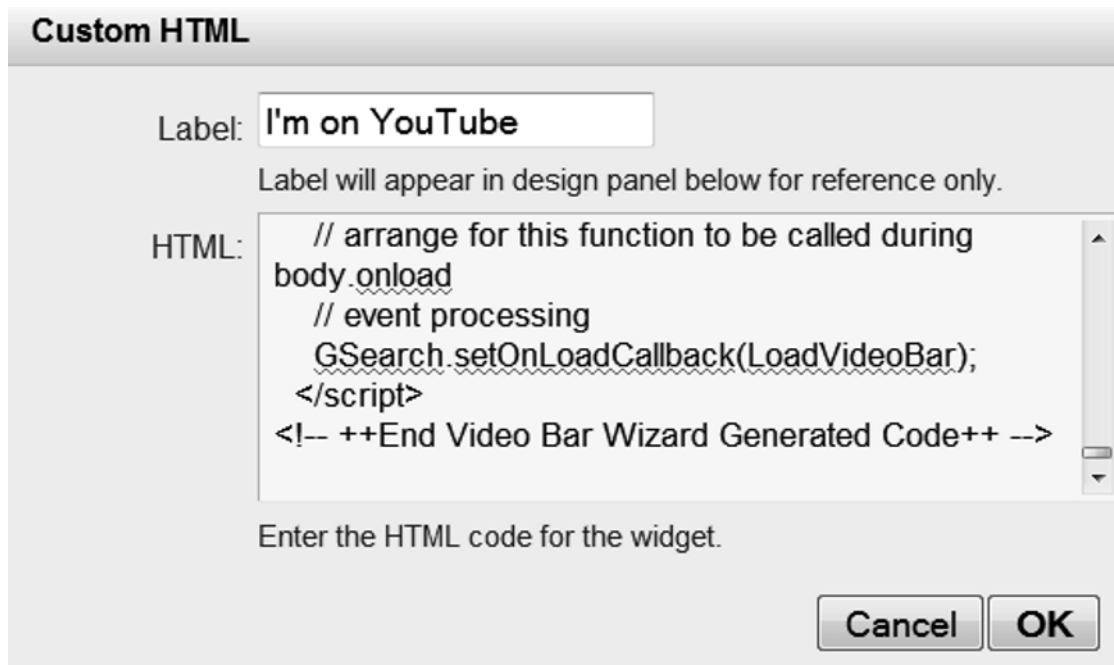 Custom HTML
Label: I'm on YouTube
Label will appear in design panel below for reference only.
HTML: // arrange for this function to be called during
body.onload
// event processing
GSearch.setOnLoadCallback(LoadVideoBar);
</script>
<!-- ++End Video Bar Wizard Generated Code++ -->
Enter the HTML code for the widget.
Cancel OK